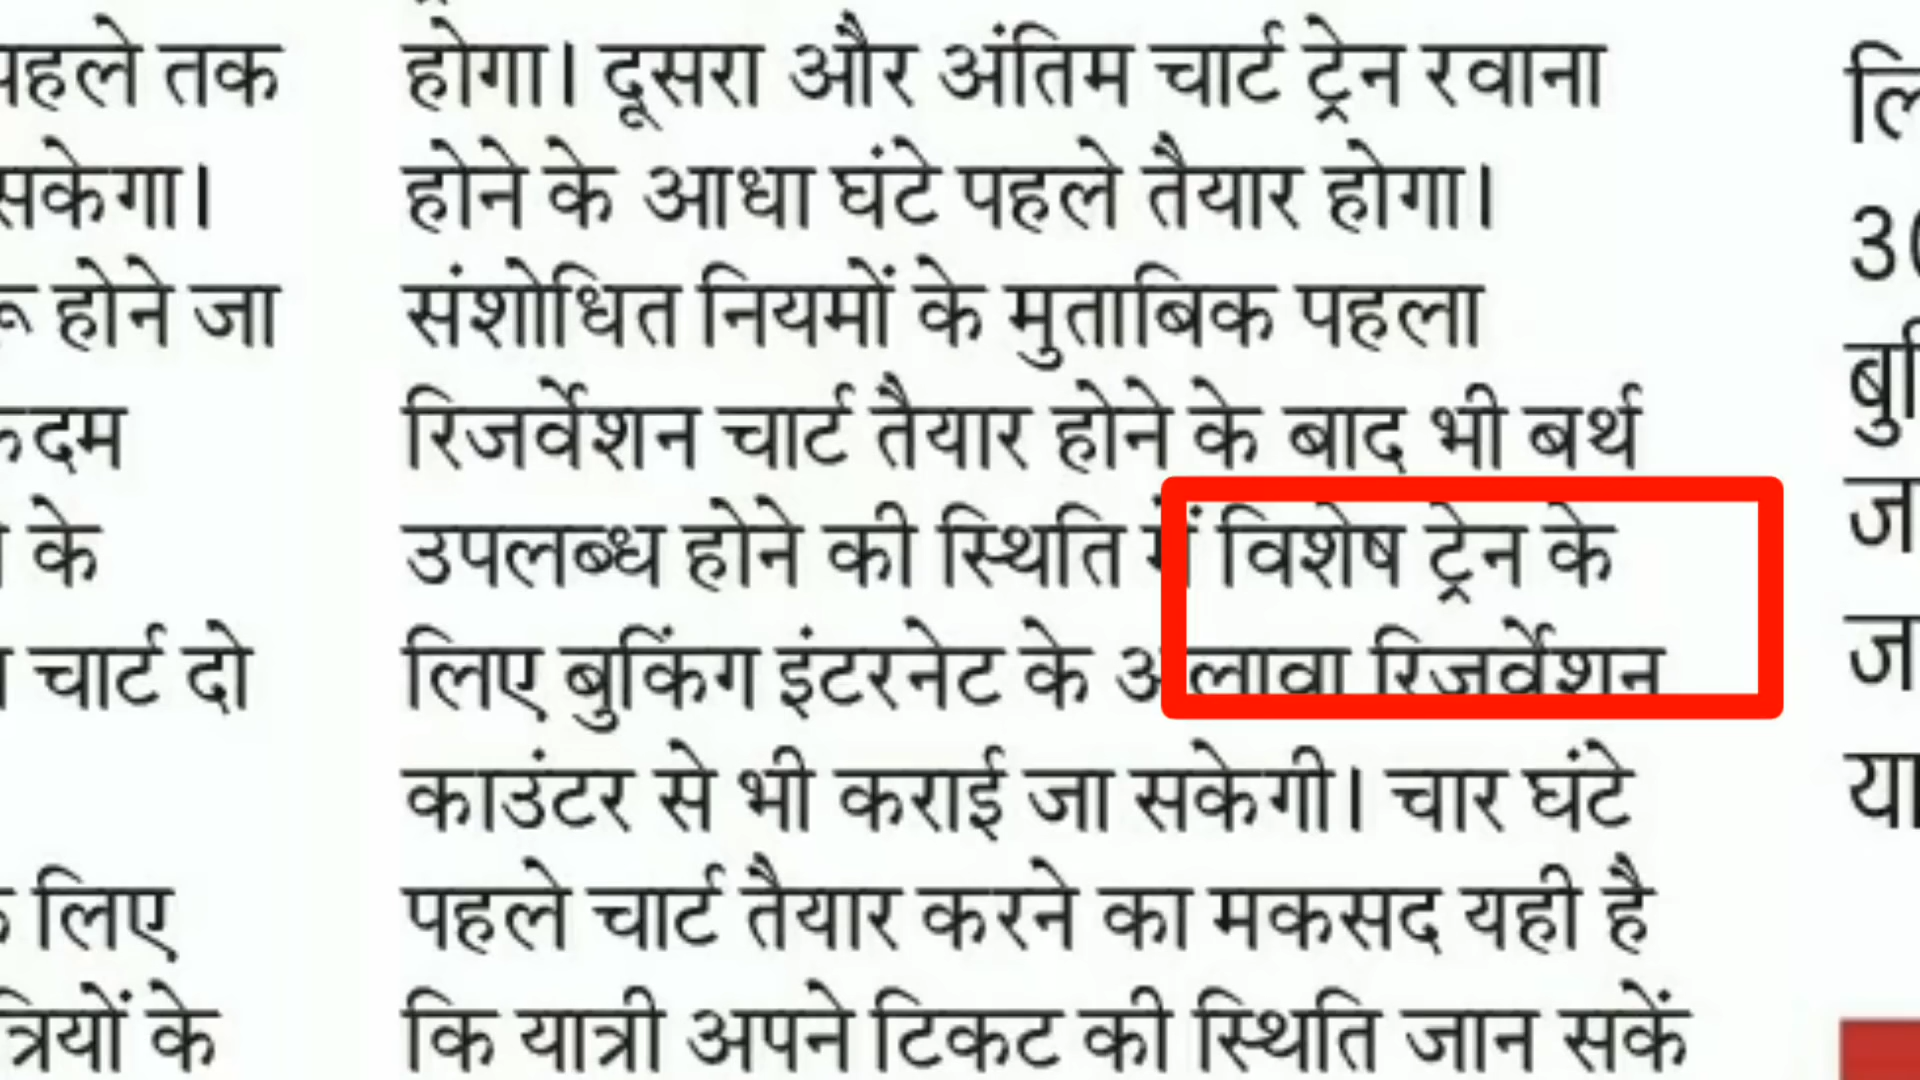 पहले तक
सकेगा।
होने जा
कदम
के
चार्ट दो
लिए
त्रियों के
होगा। दूसरा और अंतिम चार्ट ट्रेन रवाना
होने के आधा घंटे पहले तैयार होगा।
संशोधित नियमों के मुताबिक पहला
रिजर्वेशन चार्ट तैयार होने के बाद भी बर्थ
उपलब्ध होने की स्थिति में विशेष ट्रेन के
लिए बुकिंग इंटरनेट के अलावा रिजर्वेशन
काउंटर से भी कराई जा सकेगी। चार घंटे
पहले चार्ट तैयार करने का मकसद यही है
कि यात्री अपने टिकट की स्थिति जान सकें